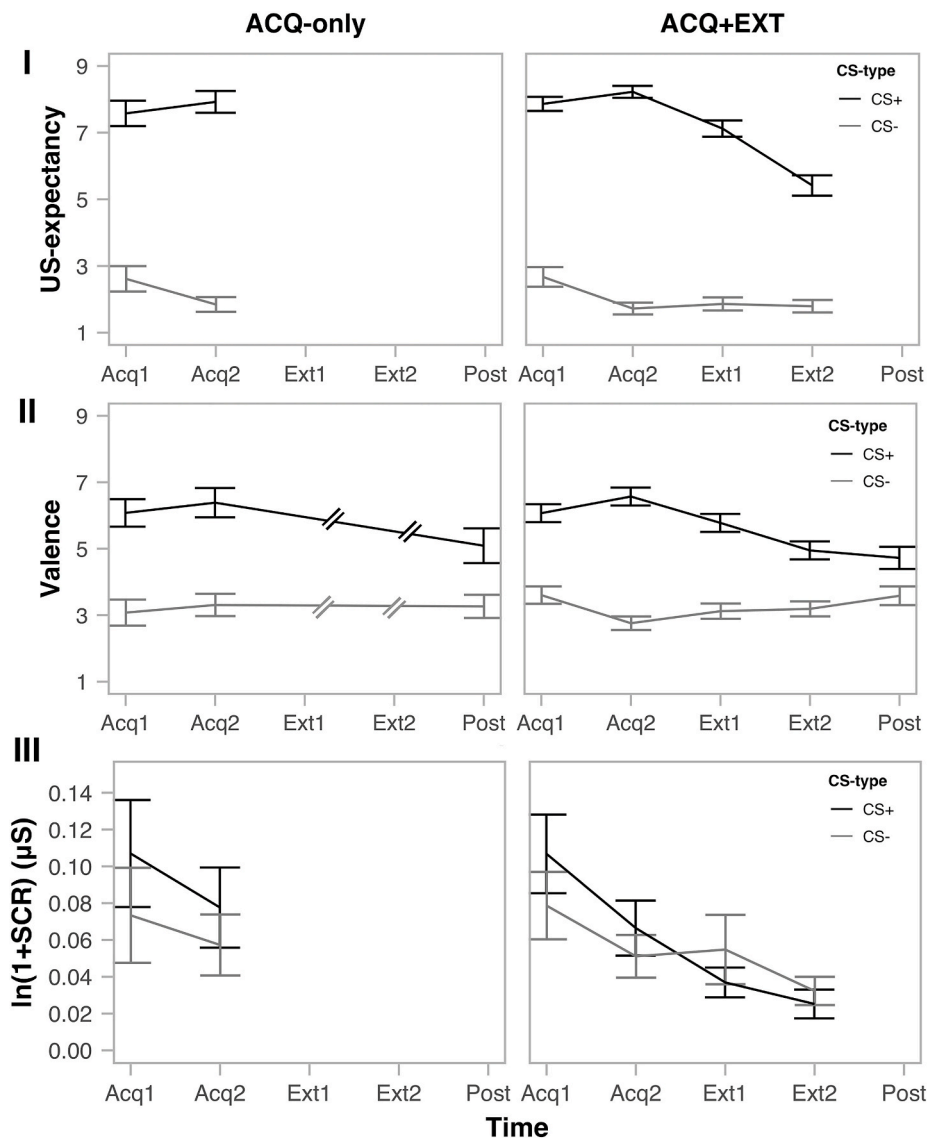 ACQ-only ACQ+EXT
I
US-expectancy
9
7
5
3
1
Acq1 Acq2 Ext1 Ext2 Post
CS-type
CS+
CS-
Acq1 Acq2 Ext1 Ext2 Post
II
Valence
9
7
5
3
1
Acq1 Acq2 Ext1 Ext2 Post
CS-type
CS+
CS-
Acq1 Acq2 Ext1 Ext2 Post
III
ln(1+SCR) (µS)
0.14
0.12
0.10
0.08
0.06
0.04
0.02
0.00
Acq1 Acq2 Ext1 Ext2 Post
CS-type
CS+
CS-
Acq1 Acq2 Ext1 Ext2 Post
Time